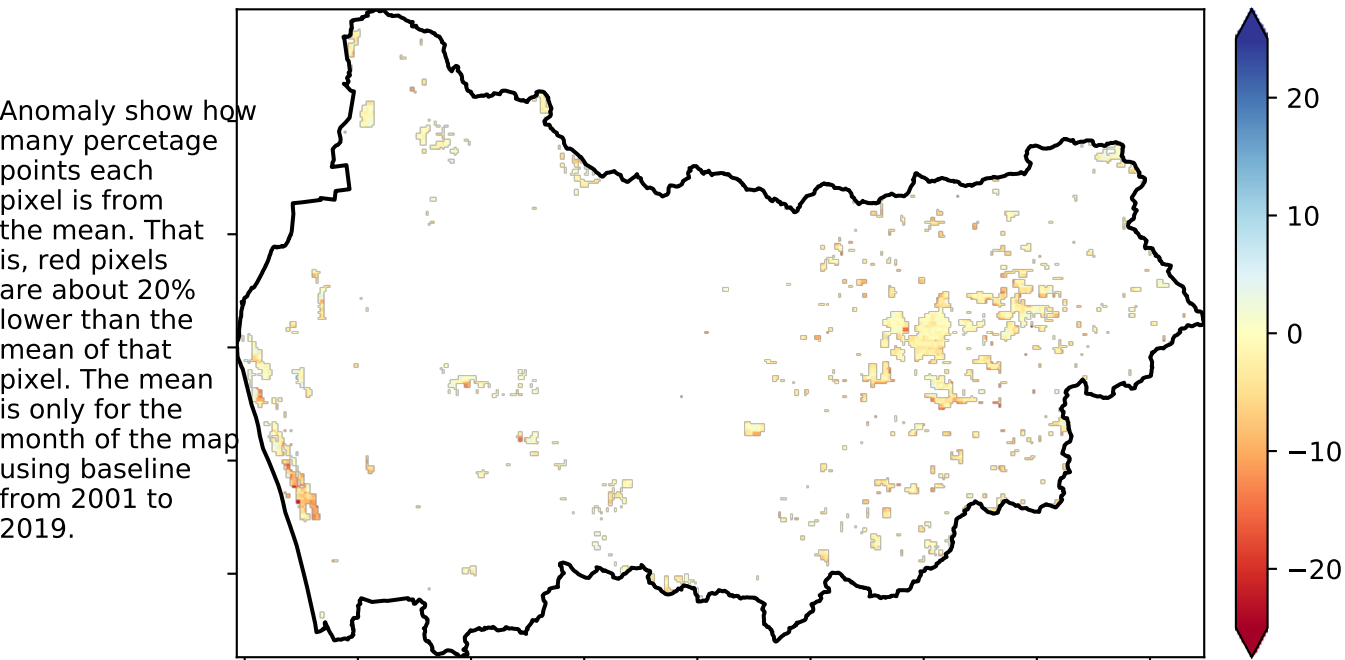 Anomaly show how
many percetage
points each
pixel is from
the mean. That
is, red pixels
are about 20%
lower than the
mean of that
pixel. The mean
is only for the
month of the map
using baseline
from 2001 to
2019.
20
10
0
−10
−20